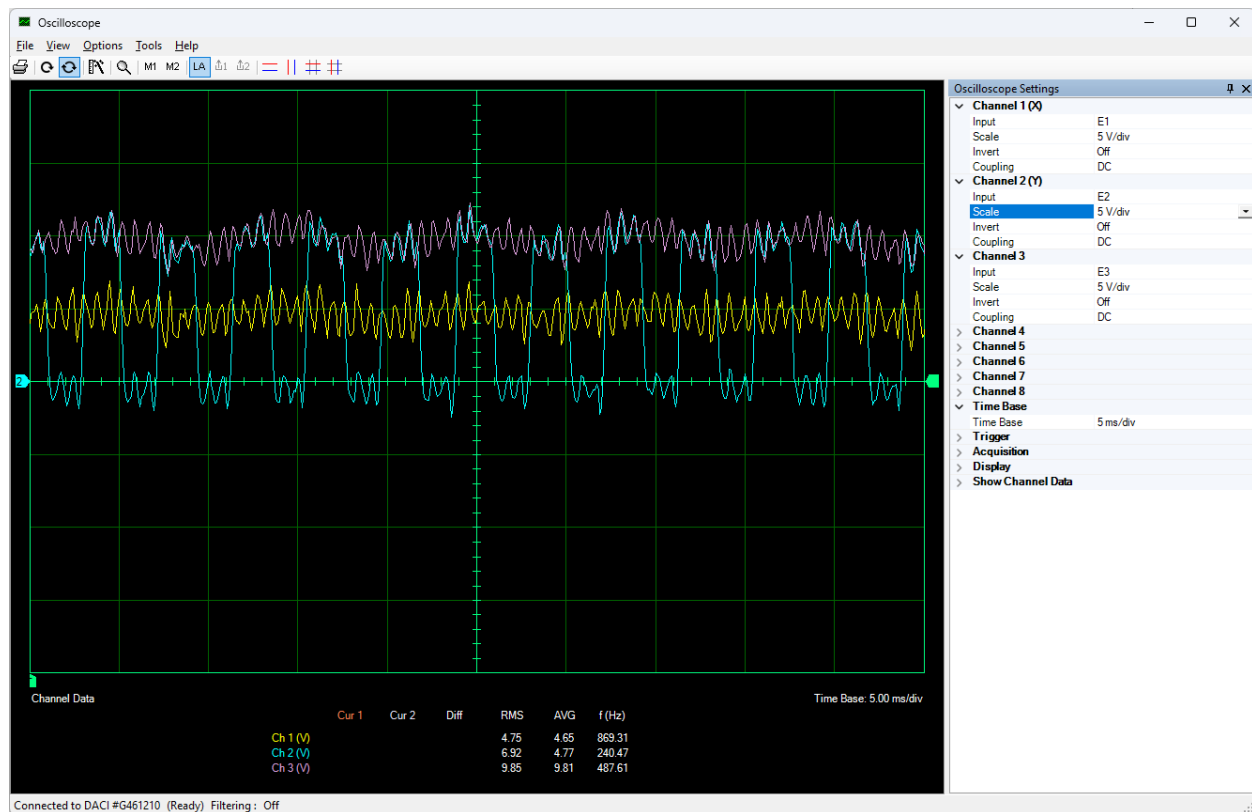 Oscilloscope
File View Options Tools Help
M1 M2 LA 1 2
Oscilloscope Settings
Channel 1 (X)
Input E1
Scale 5 V/div
Invert Off
Coupling DC
Channel 2 (Y)
Input E2
Scale 5 V/div
Invert Off
Coupling DC
Channel 3
Input E3
Scale 5 V/div
Invert Off
Coupling DC
Channel 4
Channel 5
Channel 6
Channel 7
Channel 8
Time Base
Time Base 5 ms/div
Trigger
Acquisition
Display
Show Channel Data
2
Channel Data Time Base: 5.00 ms/div
Cur 1 Cur 2 Diff RMS AVG f (Hz)
Ch 1 (V) 4.75 4.65 869.31
Ch 2 (V) 6.92 4.77 240.47
Ch 3 (V) 9.85 9.81 487.61
Connected to DACI #G461210 (Ready) Filtering : Off